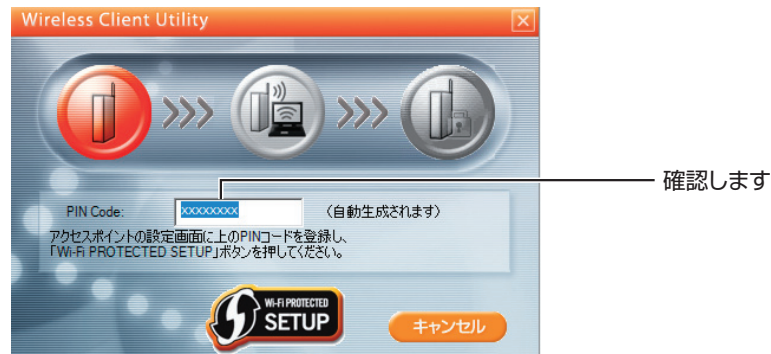 Wireless Client Utility
確認します
PIN Code: xxxxxxxx （自動生成されます）
アクセスポイントの設定画面に上のPINコードを登録し、
「Wi-Fi PROTECTED SETUP」ボタンを押してください。
Wi-Fi PROTECTED
SETUP
キャンセル